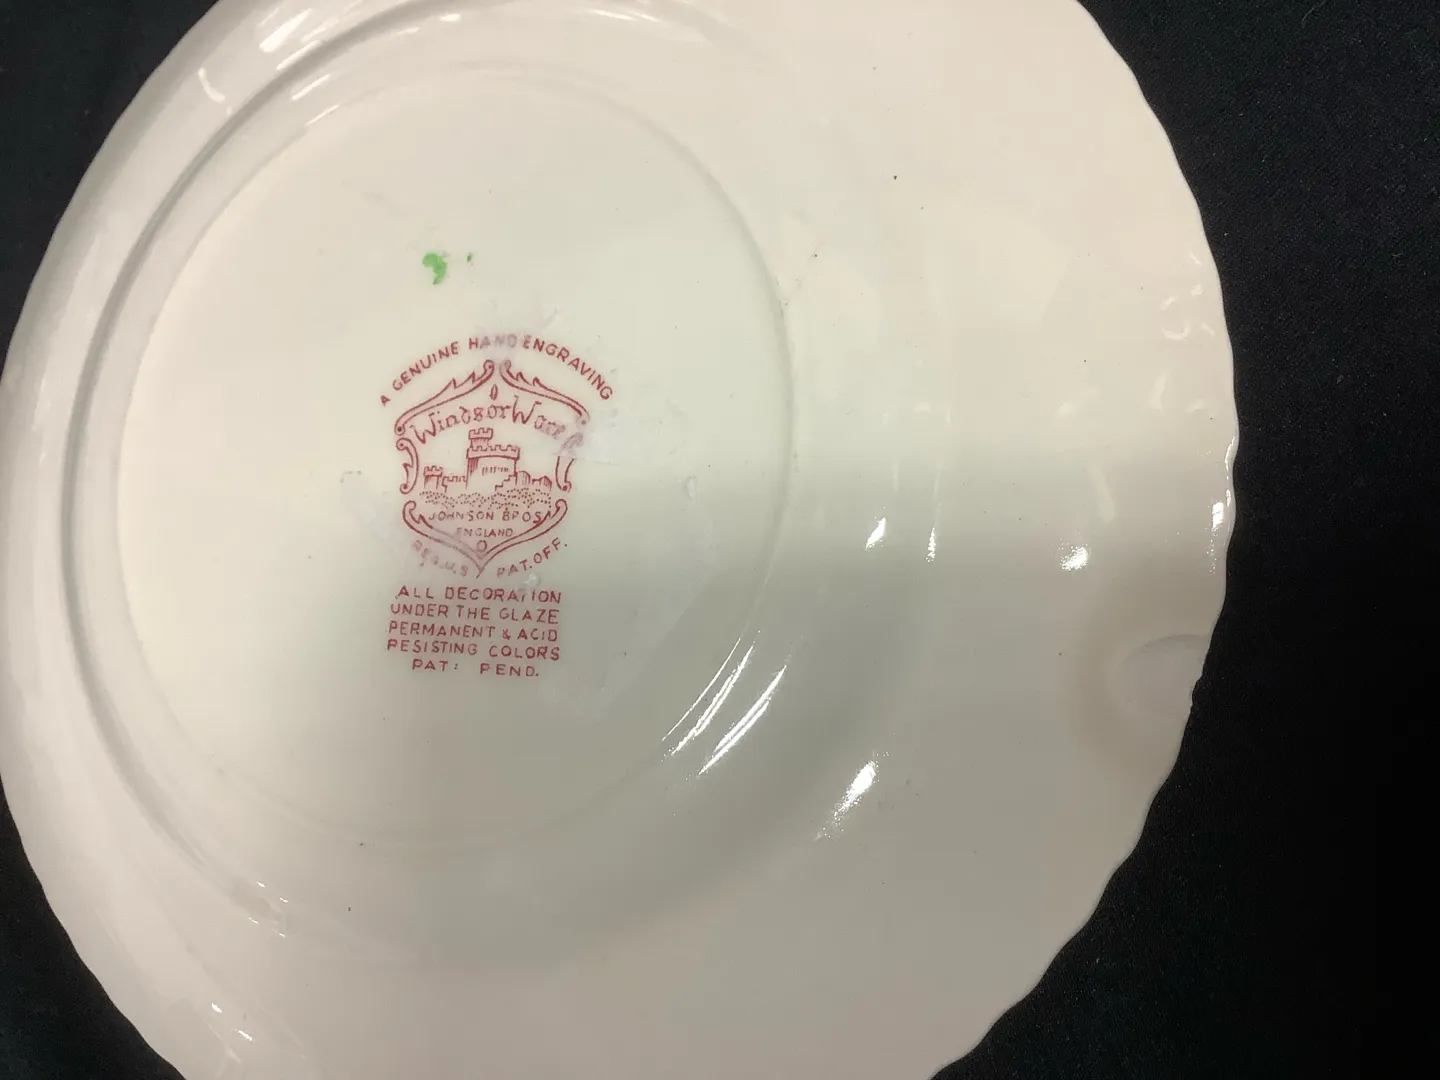 A GENUINE HAND ENGRAVING
Windsor Ware
JOHNSON BROS
ENGLAND
REG.U.S PAT.OFF.
ALL DECORATION
UNDER THE GLAZE
PERMANENT & ACID
RESISTING COLORS
PAT: PEND.